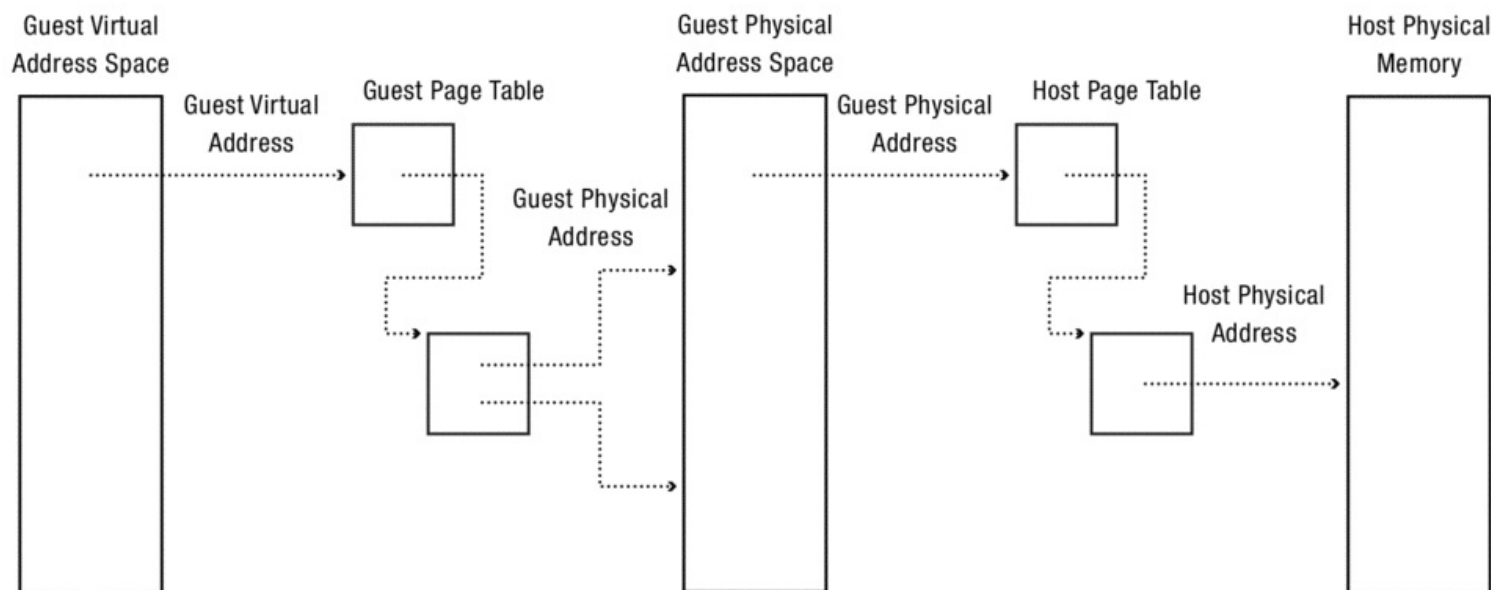 Guest Virtual
Address Space
Guest Virtual
Address
Guest Page Table
Guest Physical
Address
Guest Physical
Address Space
Guest Physical
Address
Host Page Table
Host Physical
Address
Host Physical
Memory